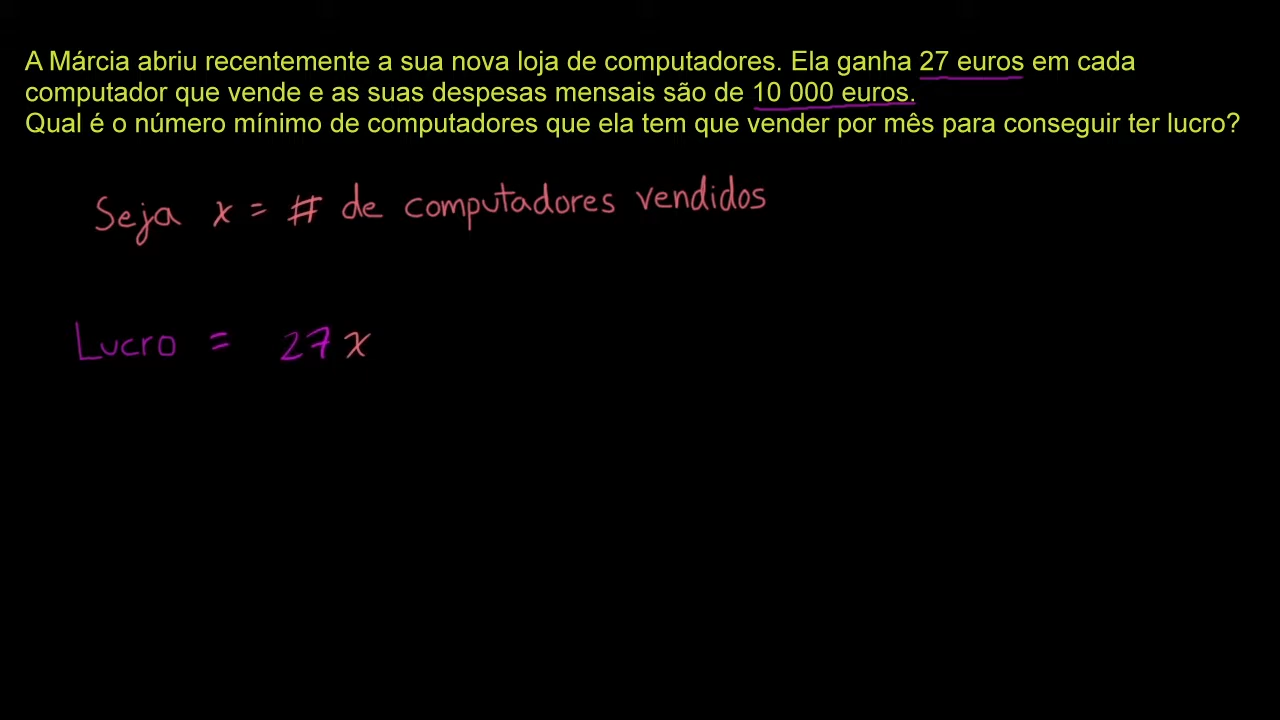 A Márcia abriu recentemente a sua nova loja de computadores. Ela ganha 27 euros em cada
computador que vende e as suas despesas mensais são de 10 000 euros.
Qual é o número mínimo de computadores que ela tem que vender por mês para conseguir ter lucro?
Seja x = # de computadores vendidos
Lucro = 27x